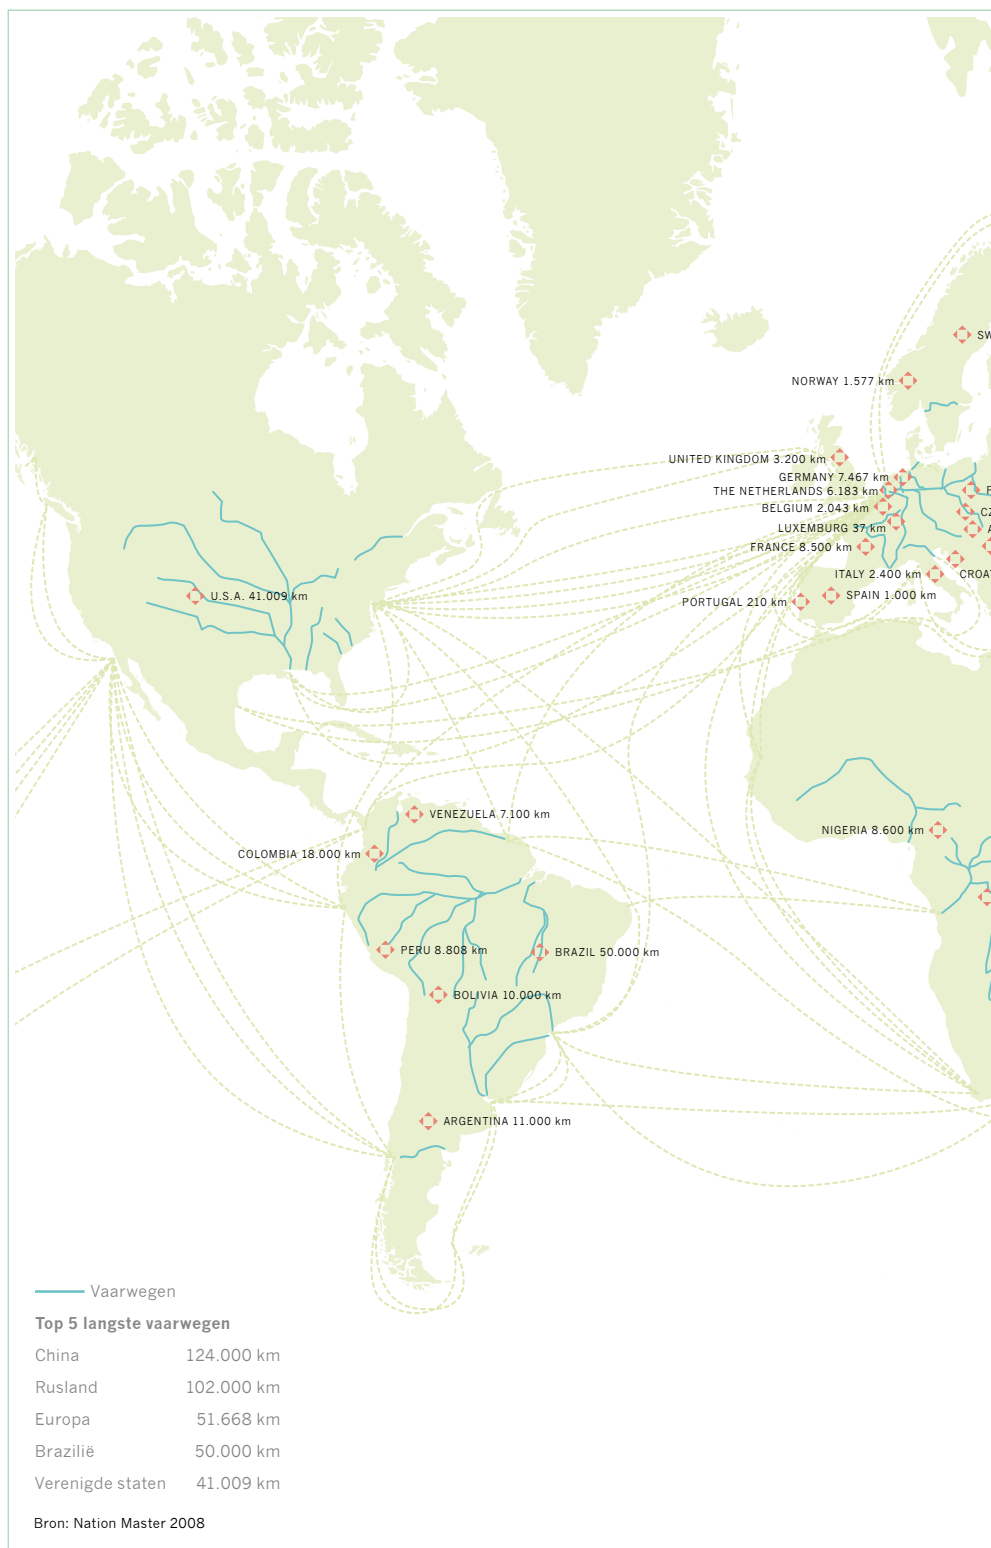 SW
NORWAY 1.577 km
UNITED KINGDOM 3.200 km
GERMANY 7.467 km
THE NETHERLANDS 6.183 km
BELGIUM 2.043 km
CZ
LUXEMBURG 37 km
A
FRANCE 8.500 km
ITALY 2.400 km
CROAT
U.S.A. 41.009 km
SPAIN 1.000 km
PORTUGAL 210 km
VENEZUELA 7.100 km
NIGERIA 8.600 km
COLOMBIA 18.000 km
PERU 8.808 km
BRAZIL 50.000 km
BOLIVIA 10.000 km
ARGENTINA 11.000 km
Vaarwegen
Top 5 langste vaarwegen
China 124.000 km
Rusland 102.000 km
Europa 51.668 km
Brazilië 50.000 km
Verenigde staten 41.009 km
Bron: Nation Master 2008